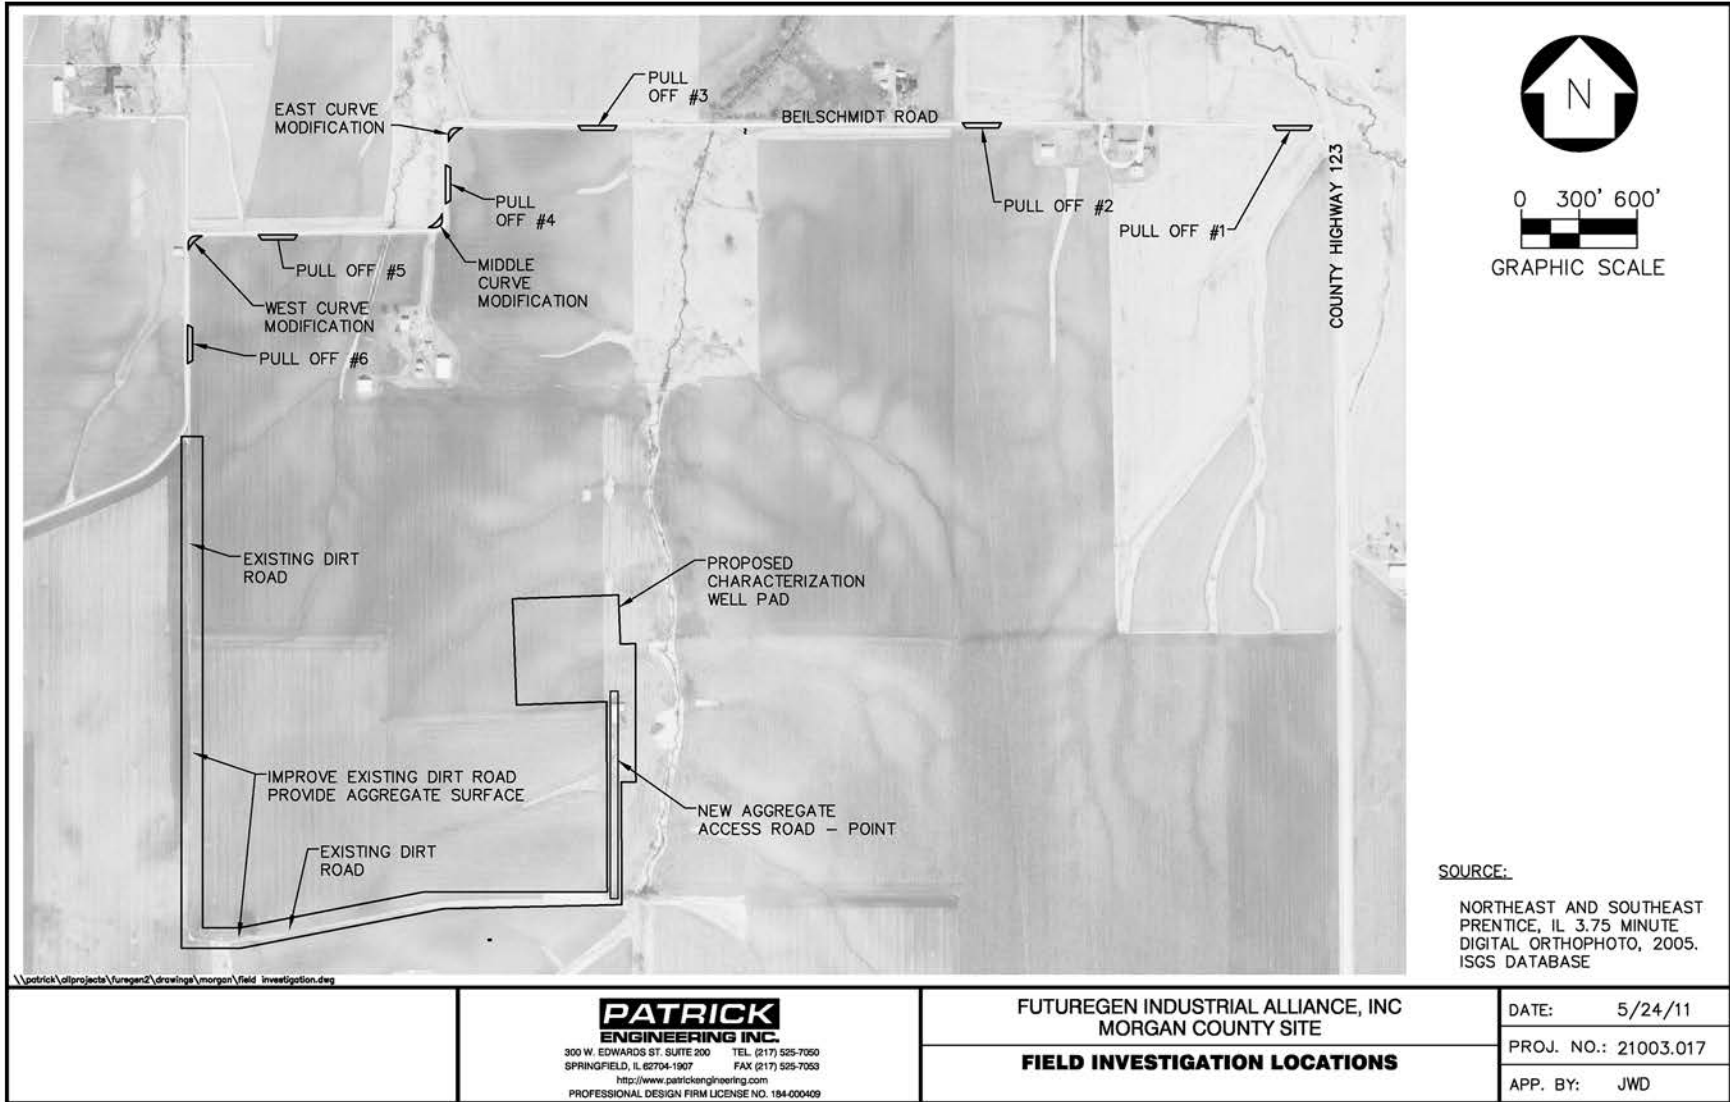 PULL
OFF #3
EAST CURVE
MODIFICATION
BEILSCHMIDT ROAD
PULL
OFF #4
PULL OFF #2
PULL OFF #1
COUNTY HIGHWAY 123
PULL OFF #5
MIDDLE
CURVE
MODIFICATION
WEST CURVE
MODIFICATION
PULL OFF #6
EXISTING DIRT
ROAD
PROPOSED
CHARACTERIZATION
WELL PAD
IMPROVE EXISTING DIRT ROAD
PROVIDE AGGREGATE SURFACE
NEW AGGREGATE
ACCESS ROAD – POINT
EXISTING DIRT
ROAD
N
0 300' 600'
GRAPHIC SCALE
SOURCE:
NORTHEAST AND SOUTHEAST
PRENTICE, IL 3.75 MINUTE
DIGITAL ORTHOPHOTO, 2005.
ISGS DATABASE
\\patrick\allprojects\furegen2\drawings\morgan\field investigation.dwg
PATRICK
ENGINEERING INC.
300 W. EDWARDS ST. SUITE 200 TEL. (217) 525-7050
SPRINGFIELD, IL 62704-1907 FAX (217) 525-7053
http://www.patrickengineering.com
PROFESSIONAL DESIGN FIRM LICENSE NO. 184-000409
FUTUREGEN INDUSTRIAL ALLIANCE, INC
MORGAN COUNTY SITE
FIELD INVESTIGATION LOCATIONS
DATE: 5/24/11
PROJ. NO.: 21003.017
APP. BY: JWD